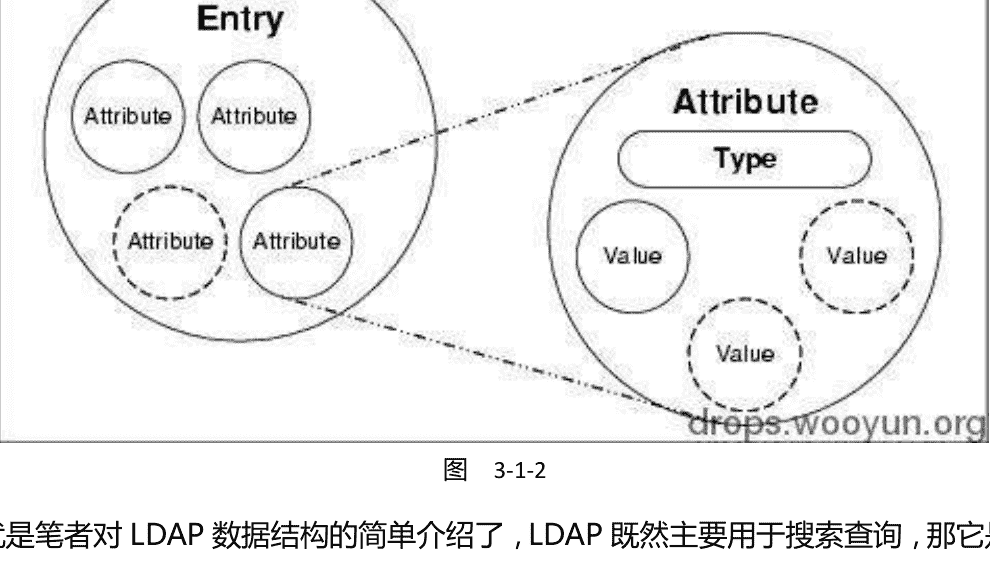 Entry
Attribute
Attribute
Attribute
Attribute
Attribute
Type
Value
Value
Value
drops.wooyun.org
图 3-1-2
是笔者对 LDAP 数据结构的简单介绍了，LDAP 既然主要用于搜索查询，那它